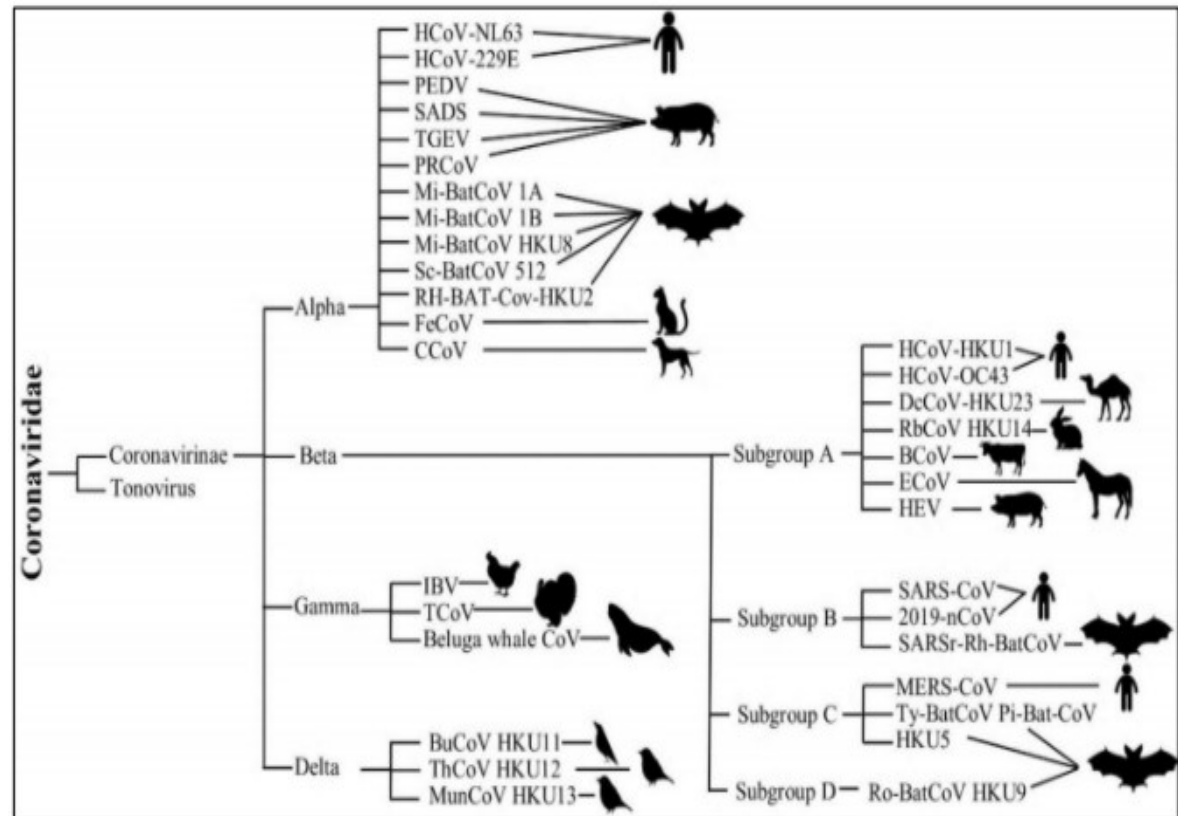 Coronaviridae
Coronavirinae
Tonovirus
Alpha
HCoV-NL63
HCoV-229E
PEDV
SADS
TGEV
PRCoV
Mi-BatCoV 1A
Mi-BatCoV 1B
Mi-BatCoV HKU8
Sc-BatCoV 512
RH-BAT-Cov-HKU2
FeCoV
CCoV
Beta
Subgroup A
HCoV-HKU1
HCoV-OC43
DcCoV-HKU23
RbCoV HKU14
BCoV
ECoV
HEV
Subgroup B
SARS-CoV
2019-nCoV
SARSr-Rh-BatCoV
Subgroup C
MERS-CoV
Ty-BatCoV Pi-Bat-CoV
HKU5
Subgroup D
Ro-BatCoV HKU9
Gamma
IBV
TCoV
Beluga whale CoV
Delta
BuCoV HKU11
ThCoV HKU12
MunCoV HKU13